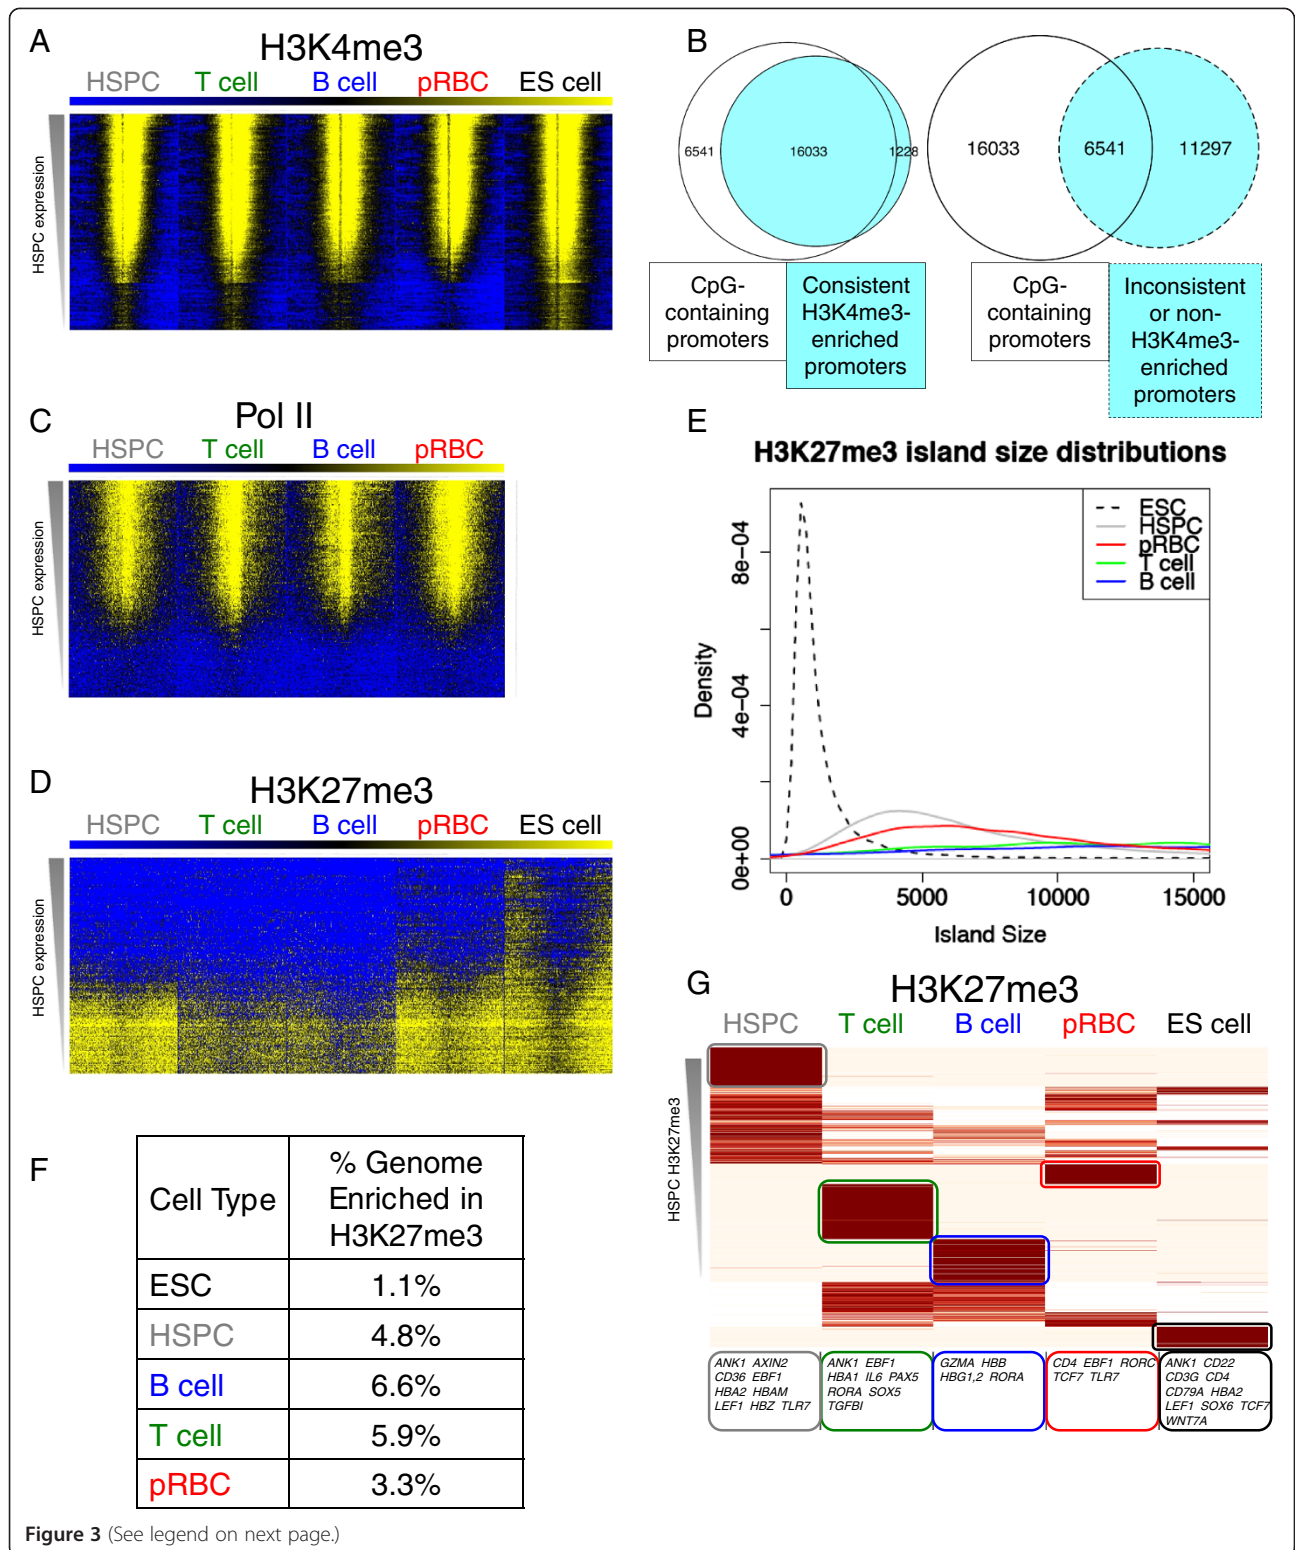 A
H3K4me3
HSPC T cell B cell pRBC ES cell
HSPC expression
B
6541 16033 1228
CpG-
containing
promoters
Consistent
H3K4me3-
enriched
promoters
16033 6541 11297
CpG-
containing
promoters
Inconsistent
or non-
H3K4me3-
enriched
promoters
C
Pol II
HSPC T cell B cell pRBC
HSPC expression
D
H3K27me3
HSPC T cell B cell pRBC ES cell
HSPC expression
E
H3K27me3 island size distributions
ESC
HSPC
pRBC
T cell
B cell
Density
8e-04
4e-04
0e+00
0 5000 10000 15000
Island Size
F
Cell Type
% Genome
Enriched in
H3K27me3
ESC 1.1%
HSPC 4.8%
B cell 6.6%
T cell 5.9%
pRBC 3.3%
G
H3K27me3
HSPC T cell B cell pRBC ES cell
HSPC H3K27me3
ANK1 AXIN2
CD36 EBF1
HBA2 HBAM
LEF1 HBZ TLR7
ANK1 EBF1
HBA1 IL6 PAX5
RORA SOX5
TGFBI
GZMA HBB
HBG1,2 RORA
CD4 EBF1 RORC
TCF7 TLR7
ANK1 CD22
CD3G CD4
CD79A HBA2
LEF1 SOX6 TCF7
WNT7A
Figure 3 (See legend on next page.)